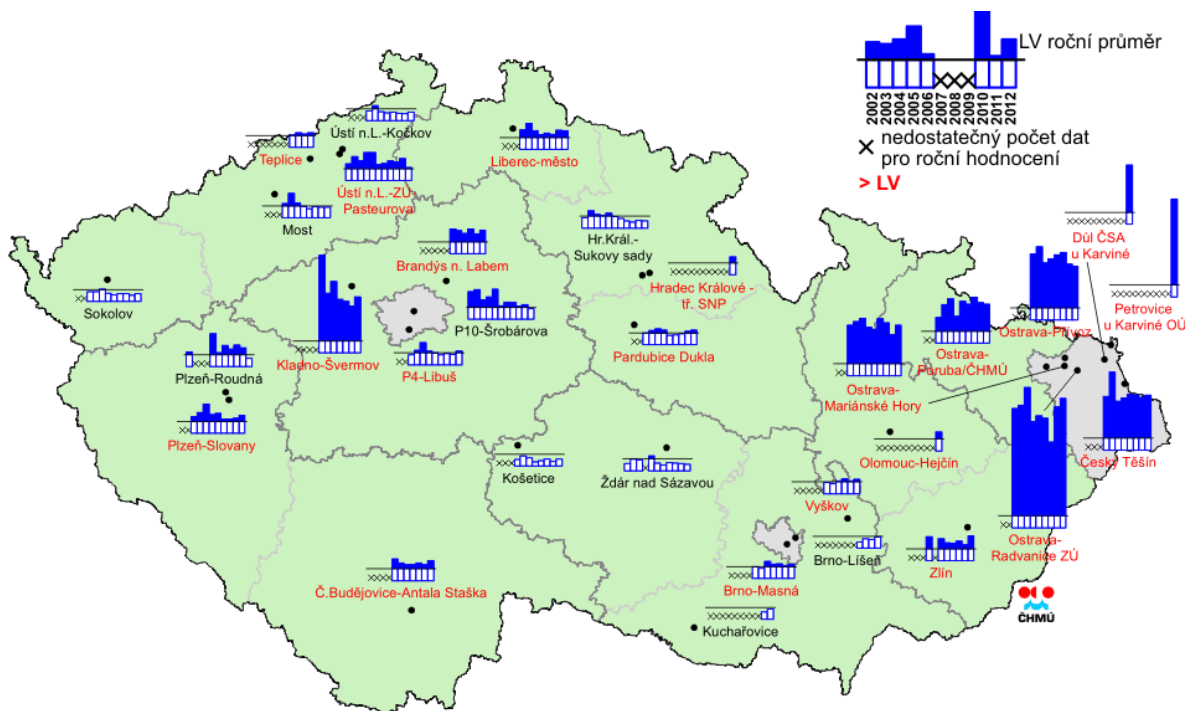 LV roční průměr
2002 2003 2004 2005 2006 2007 2008 2009 2010 2011 2012
nedostatečný počet dat
pro roční hodnocení
> LV
Ústí n.L.-Kočkov
Teplice
Liberec-město
Ústí n.L.-ZÚ-
Pasteurova
Most
Důl ČSA
u Karviné
Hr.Král.-
Sukovy sady
Brandýs n. Labem
Hradec Králové -
tř. SNP
Petrovice
u Karviné OÚ
Sokolov
P10-Šrobárova
Ostrava-Přívoz
Plzeň-Roudná
Kladno-Švermov
P4-Libuš
Pardubice Dukla
Ostrava-
Poruba/ČHMÚ
Ostrava-
Mariánské Hory
Plzeň-Slovany
Olomouc-Hejčín
Český Těšín
Košetice
Ždár nad Sázavou
Vyškov
Ostrava-
Radvanice ZÚ
Brno-Líšeň
Zlín
Č.Budějovice-Antala Staška
Brno-Masná
Kuchařovice
ČHMÚ